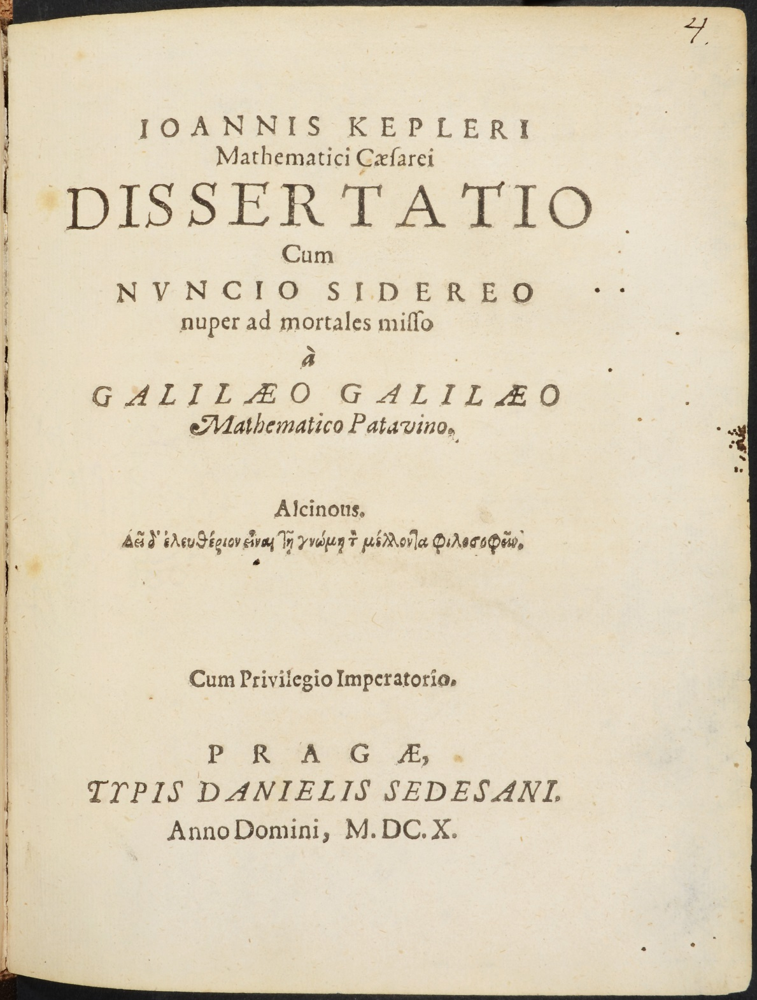 4.
IOANNIS KEPLERI
Mathematici Cæſarei
DISSERTATIO
Cum
NVNCIO SIDEREO
nuper ad mortales miſſo
à
GALILÆO GALILÆO
Mathematico Patavino.
Alcinous.
Δεῖ δ' ἐλευθέριον εἶναι τῇ γνώμῃ τ̀ μέλλοντα φιλοσοφεῖν.
Cum Privilegio Imperatorio.
PRAGÆ,
TYPIS DANIELIS SEDESANI.
Anno Domini, M. DC. X.